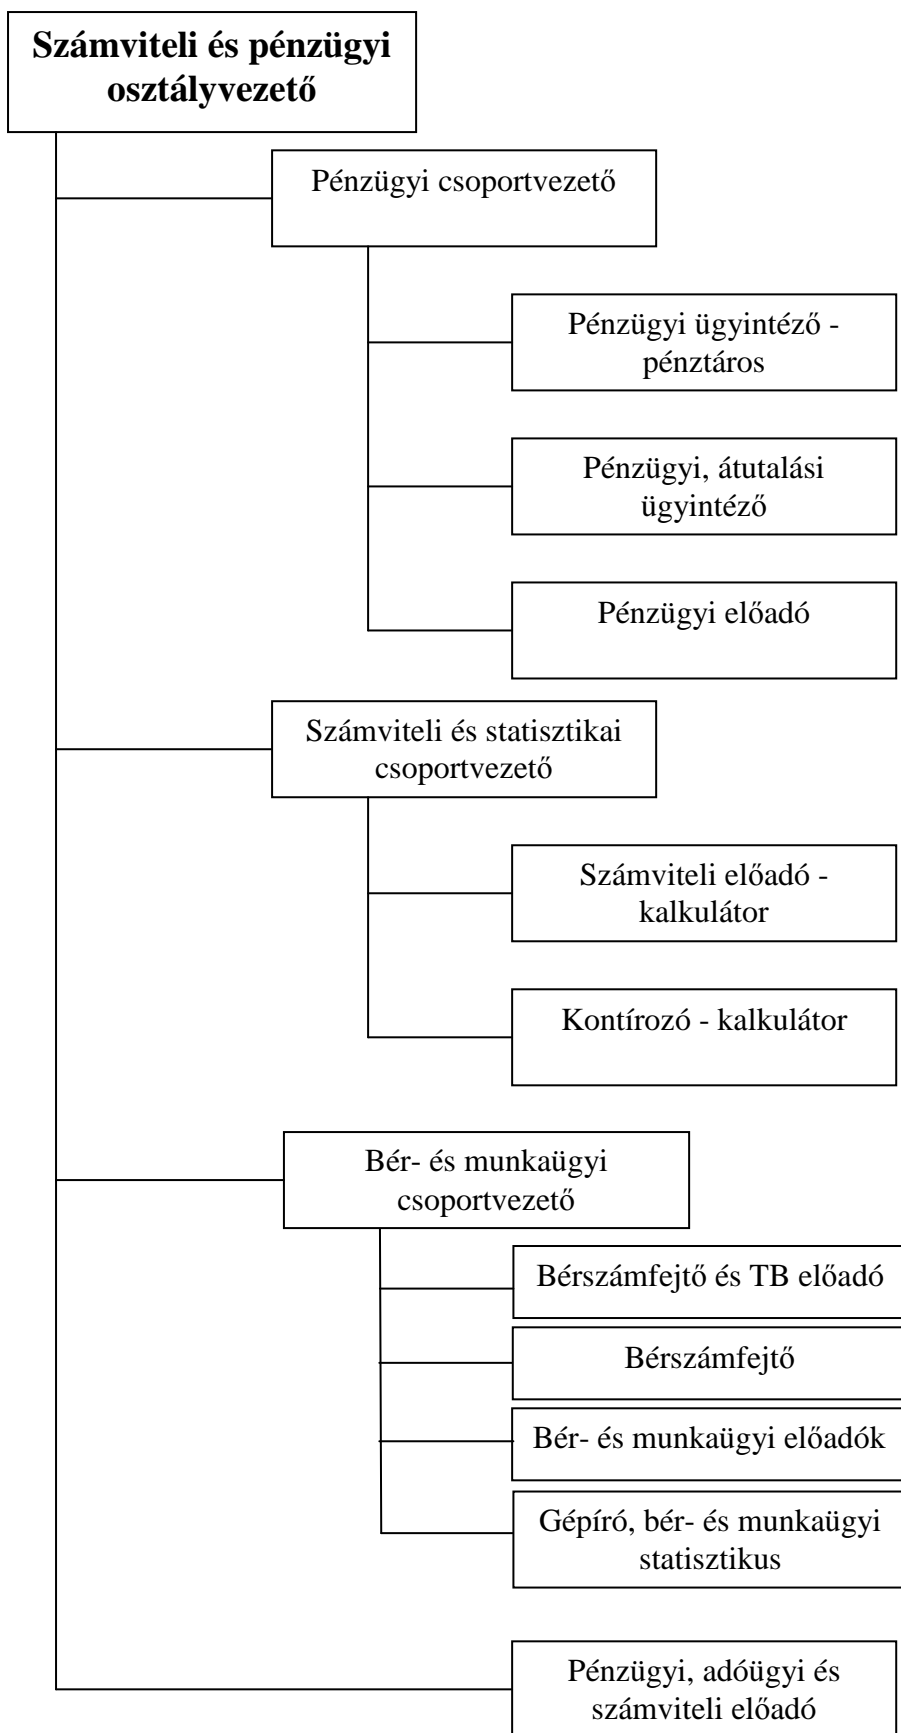 Számviteli és pénzügyi
osztályvezető
Pénzügyi csoportvezető
Pénzügyi ügyintéző -
pénztáros
Pénzügyi, átutalási
ügyintéző
Pénzügyi előadó
Számviteli és statisztikai
csoportvezető
Számviteli előadó -
kalkulátor
Kontírozó - kalkulátor
Bér- és munkaügyi
csoportvezető
Bérszámfejtő és TB előadó
Bérszámfejtő
Bér- és munkaügyi előadók
Gépíró, bér- és munkaügyi
statisztikus
Pénzügyi, adóügyi és
számviteli előadó